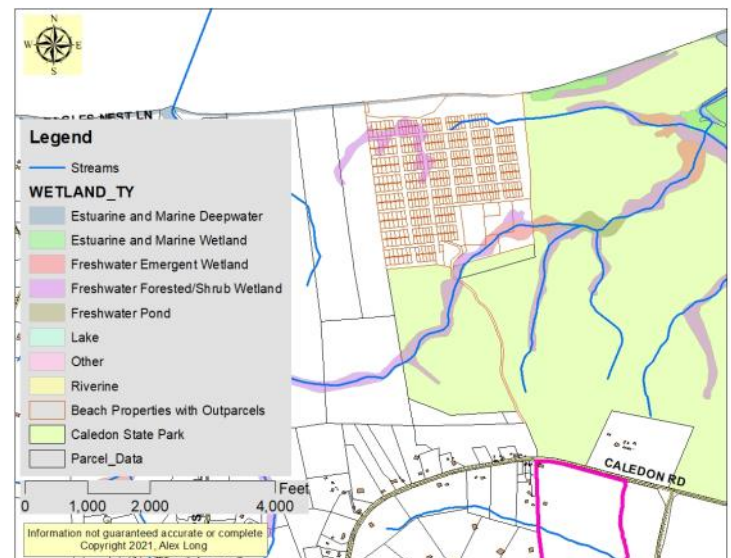 N
W E
S
EAGLES NEST LN
Legend
Streams
WETLAND_TY
Estuarine and Marine Deepwater
Estuarine and Marine Wetland
Freshwater Emergent Wetland
Freshwater Forested/Shrub Wetland
Freshwater Pond
Lake
Other
Riverine
Beach Properties with Outparcels
Caledon State Park
Parcel_Data
CALEDON RD
Feet
0 1,000 2,000 4,000
Information not guaranteed accurate or complete
Copyright 2021, Alex Long